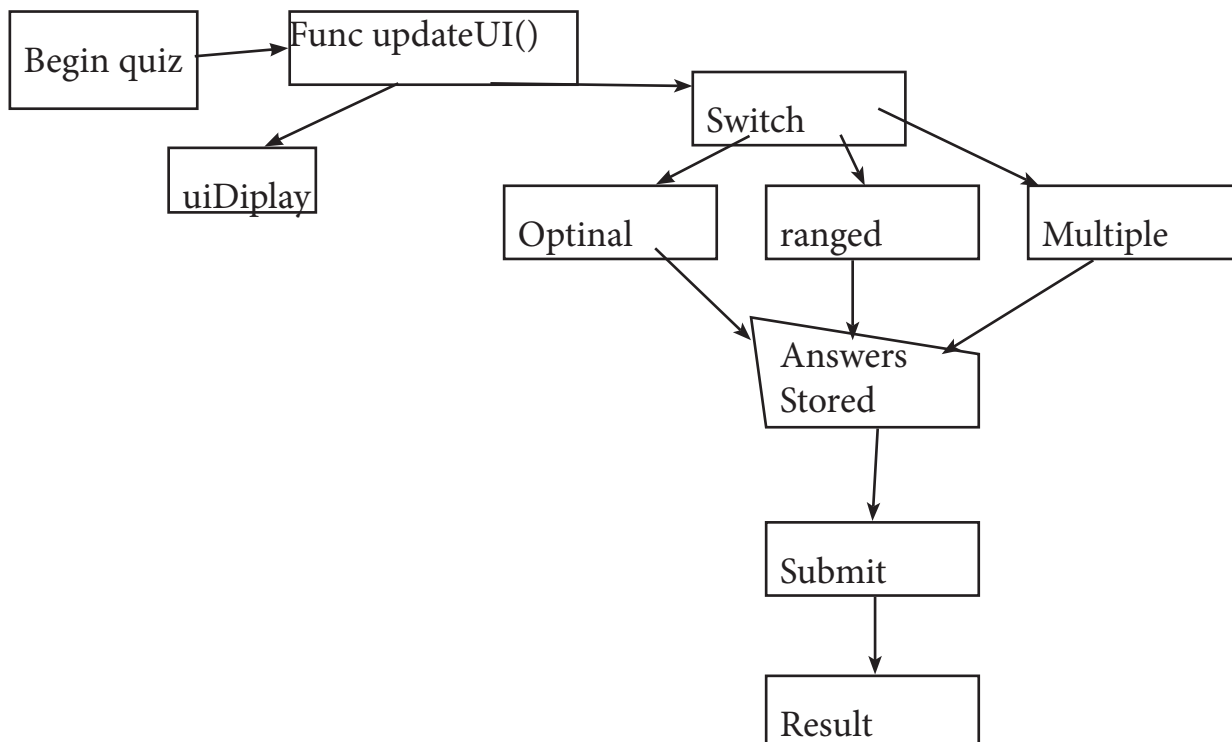 Begin quiz
Func updateUI()
Switch
uiDiplay
Optinal
ranged
Multiple
Answers
Stored
Submit
Result